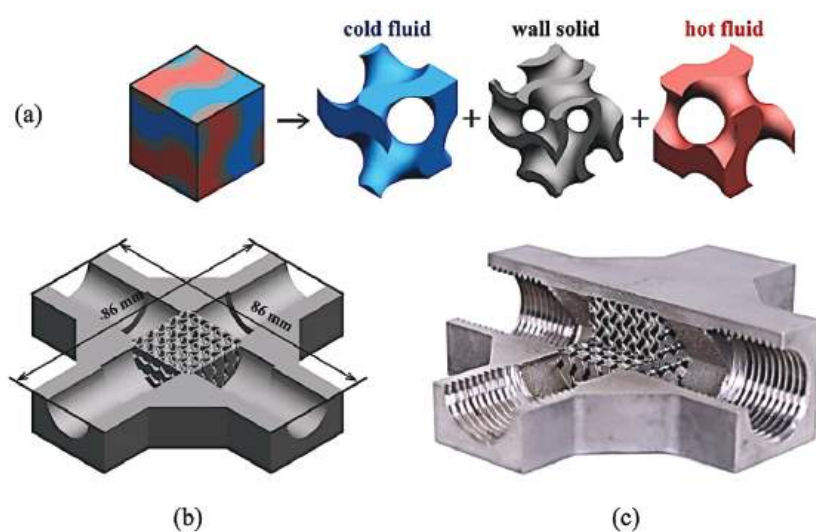 cold fluid wall solid hot fluid
(a) + +
86 mm 86 mm
(b) (c)